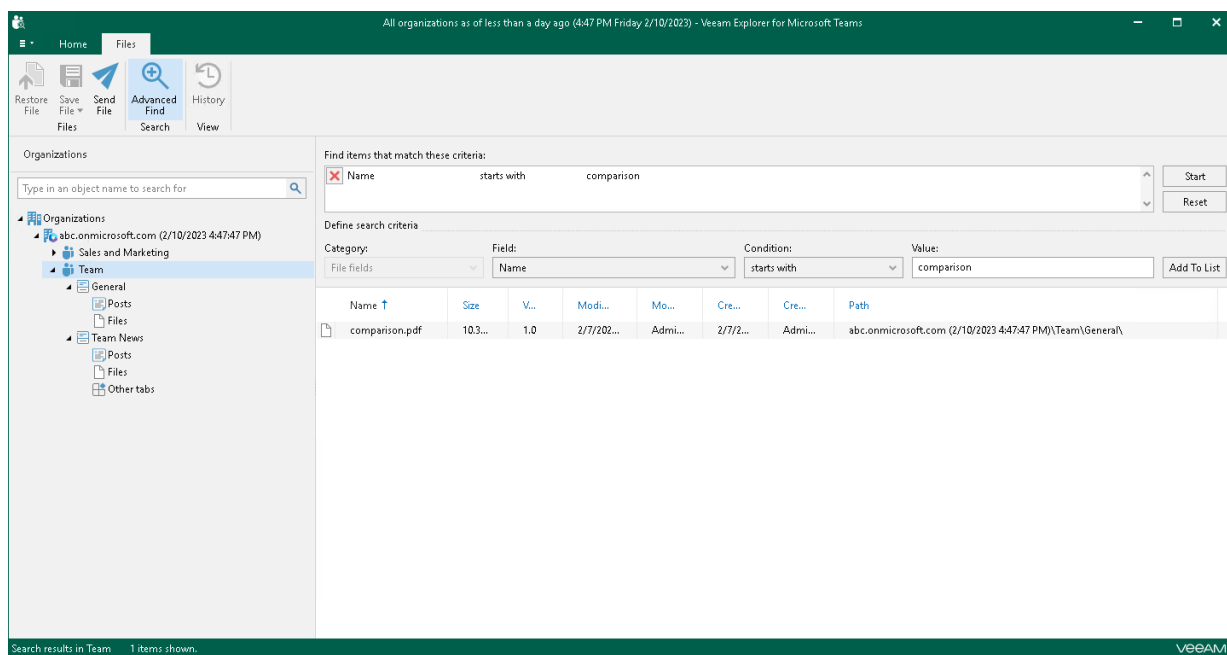 All organizations as of less than a day ago (4:47 PM Friday 2/10/2023) - Veeam Explorer for Microsoft Teams
Home Files
Restore File
Save File
Send File
Advanced Find
History
Files Search View
Organizations
Type in an object name to search for
Organizations
abc.onmicrosoft.com (2/10/2023 4:47:47 PM)
Sales and Marketing
Team
General
Posts
Files
Team News
Posts
Files
Other tabs
Find items that match these criteria:
Name starts with comparison
Start
Reset
Define search criteria
Category: Field: Condition: Value:
File fields Name starts with comparison Add To List
Name Size V... Modi... Mo... Cre... Cre... Path
comparison.pdf 10.3... 1.0 2/7/202... Admi... 2/7/2... Admi... abc.onmicrosoft.com (2/10/2023 4:47:47 PM)\Team\General\
Search results in Team 1 items shown. VEEAM